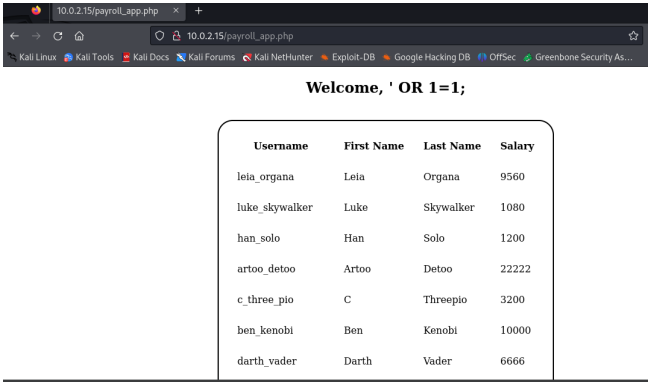 10.0.2.15/payroll_app.php × +
10.0.2.15/payroll_app.php
Kali Linux Kali Tools Kali Docs Kali Forums Kali NetHunter Exploit-DB Google Hacking DB OffSec Greenbone Security As…
Welcome, ' OR 1=1;
Username First Name Last Name Salary
leia_organa Leia Organa 9560
luke_skywalker Luke Skywalker 1080
han_solo Han Solo 1200
artoo_detoo Artoo Detoo 22222
c_three_pio C Threepio 3200
ben_kenobi Ben Kenobi 10000
darth_vader Darth Vader 6666